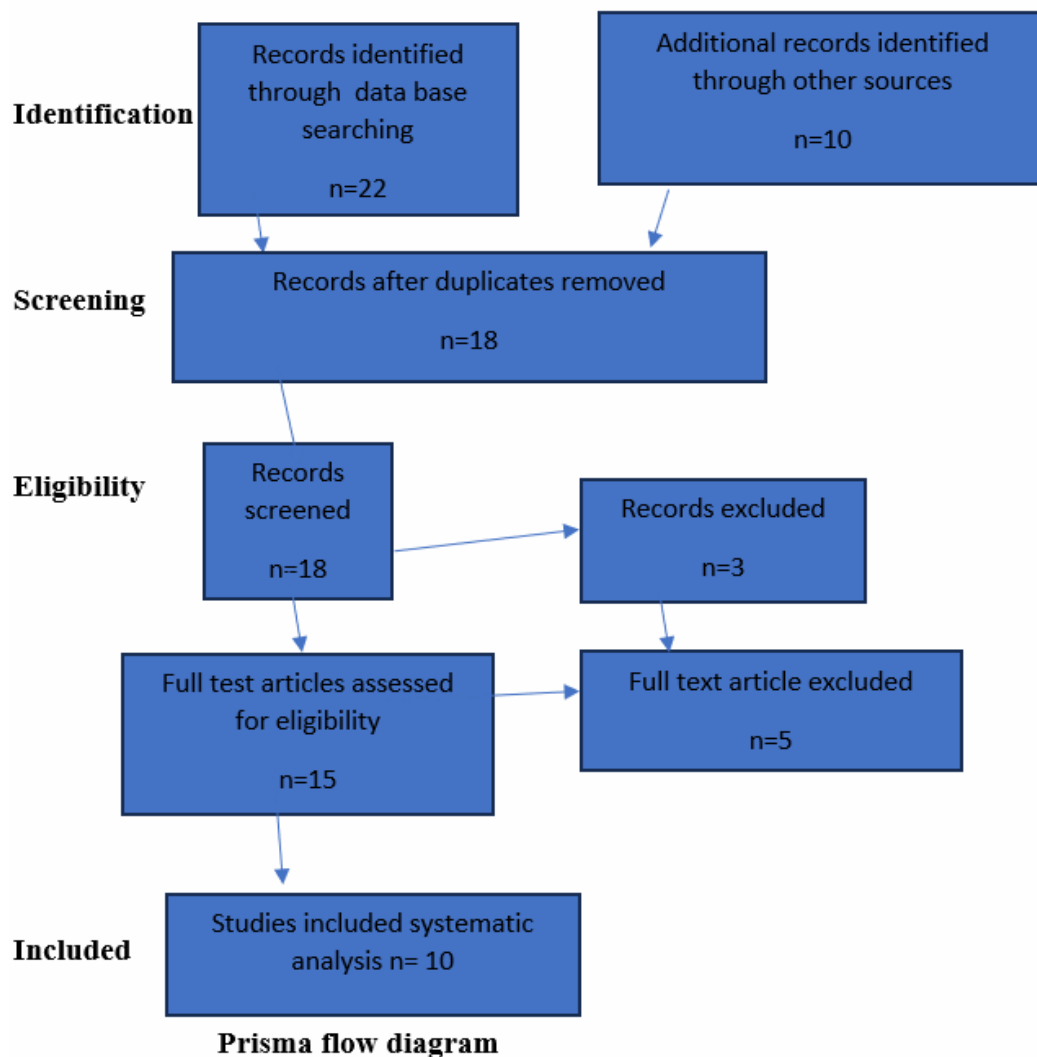 Identification
Records identified
through data base
searching
n=22
Additional records identified
through other sources
n=10
Screening
Records after duplicates removed
n=18
Eligibility
Records
screened
n=18
Records excluded
n=3
Full test articles assessed
for eligibility
n=15
Full text article excluded
n=5
Included
Studies included systematic
analysis n= 10
Prisma flow diagram